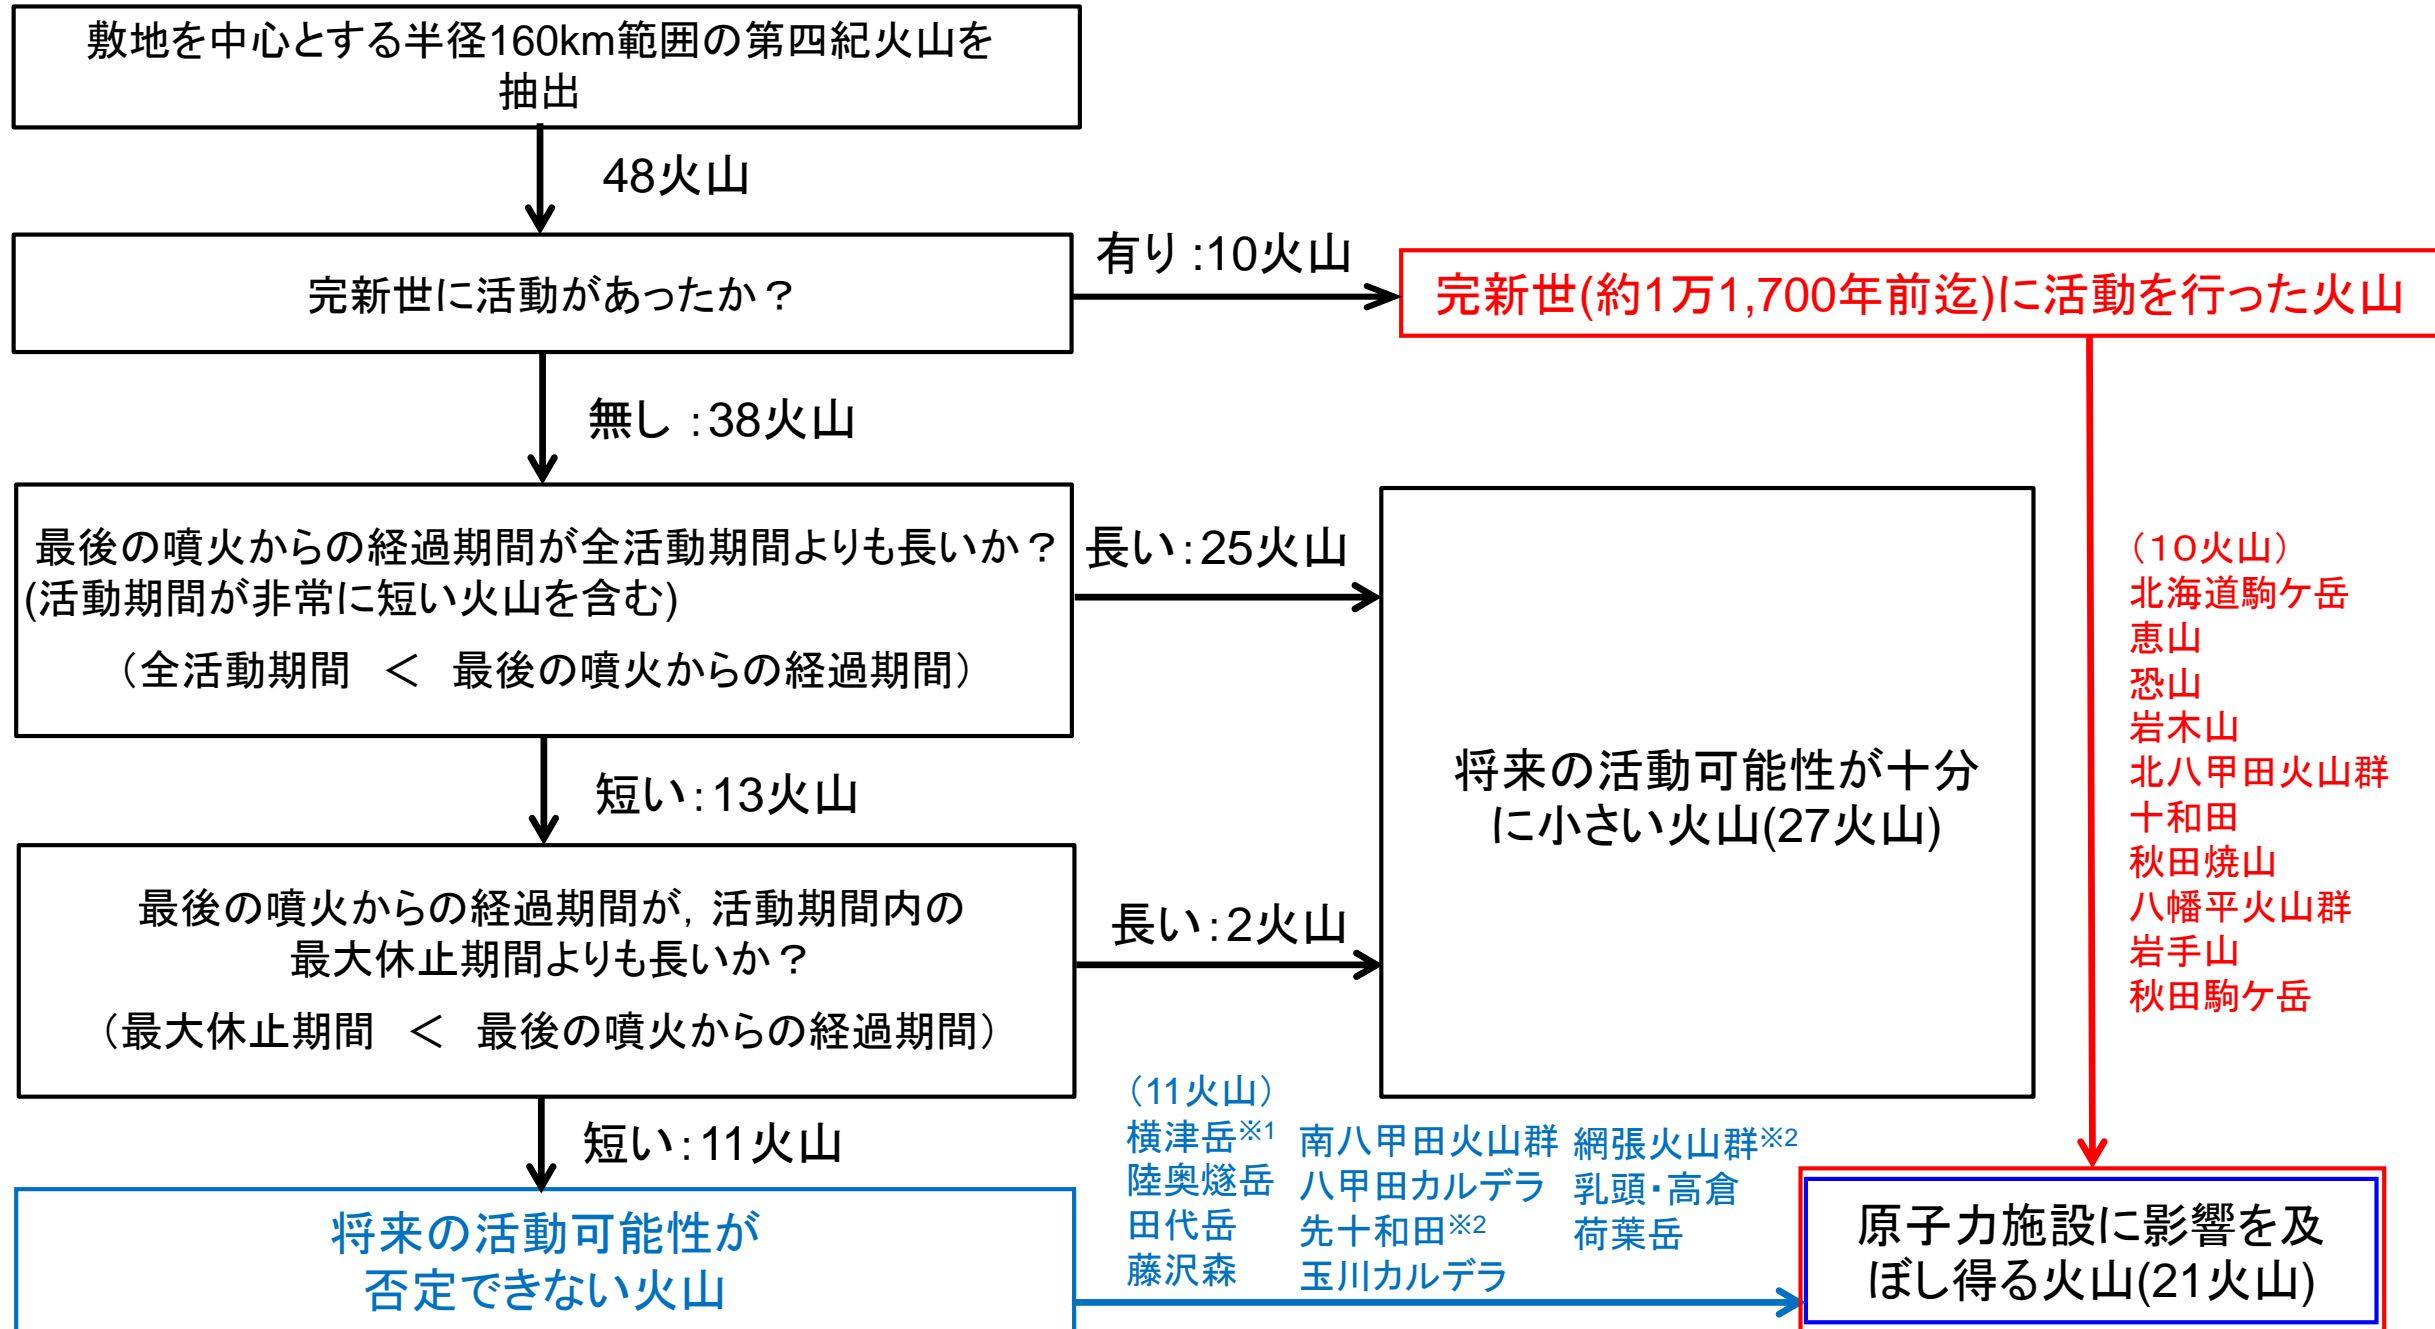 敷地を中心とする半径160km範囲の第四紀火山を
抽出
48火山
完新世に活動があったか？
有り:10火山
完新世(約1万1,700年前迄)に活動を行った火山
無し:38火山
最後の噴火からの経過期間が全活動期間よりも長いか？
(活動期間が非常に短い火山を含む)
（全活動期間　＜　最後の噴火からの経過期間）
長い:25火山
短い:13火山
将来の活動可能性が十分
に小さい火山(27火山)
（１０火山）
北海道駒ケ岳
恵山
恐山
岩木山
北八甲田火山群
十和田
秋田焼山
八幡平火山群
岩手山
秋田駒ケ岳
最後の噴火からの経過期間が，活動期間内の
最大休止期間よりも長いか？
（最大休止期間　＜　最後の噴火からの経過期間）
長い:2火山
短い:11火山
（11火山）
横津岳※1
陸奥燧岳
田代岳
藤沢森
南八甲田火山群
八甲田カルデラ
先十和田※2
玉川カルデラ
網張火山群※2
乳頭・高倉
荷葉岳
将来の活動可能性が
否定できない火山
原子力施設に影響を及
ぼし得る火山(21火山)